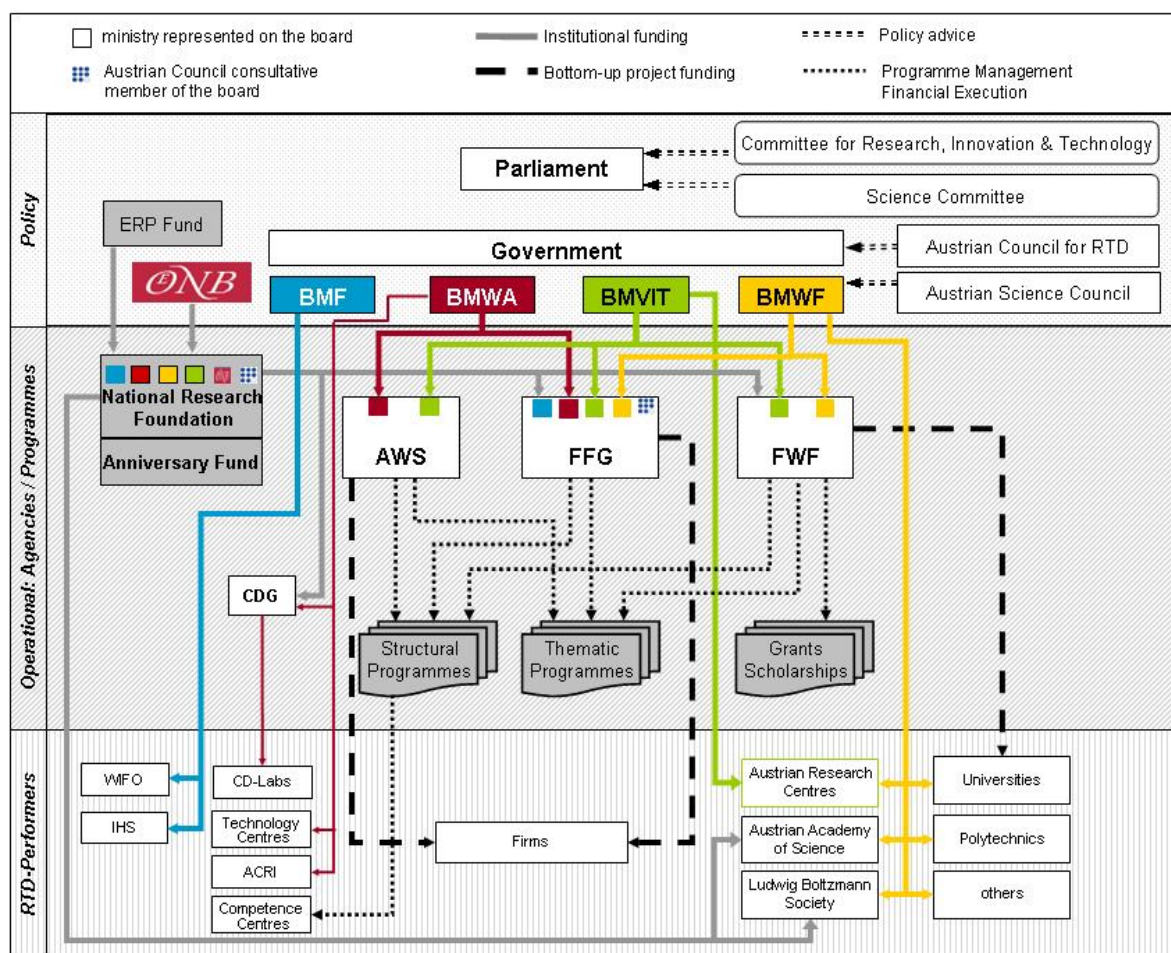 ministry represented on the board
Institutional funding
Policy advice
Austrian Council consultative
member of the board
Bottom-up project funding
Programme Management
Financial Execution
Policy
Committee for Research, Innovation & Technology
Parliament
Science Committee
ERP Fund
Government
Austrian Council for RTD
OeNB
BMF
BMWA
BMVIT
BMWF
Austrian Science Council
Operational: Agencies / Programmes
National Research
Foundation
Anniversary Fund
AWS
FFG
FWF
CDG
Structural
Programmes
Thematic
Programmes
Grants
Scholarships
RTD-Performers
WIFO
CD-Labs
Austrian Research
Centres
Universities
IHS
Technology
Centres
Firms
Austrian Academy
of Science
Polytechnics
ACRI
Ludwig Boltzmann
Society
others
Competence
Centres